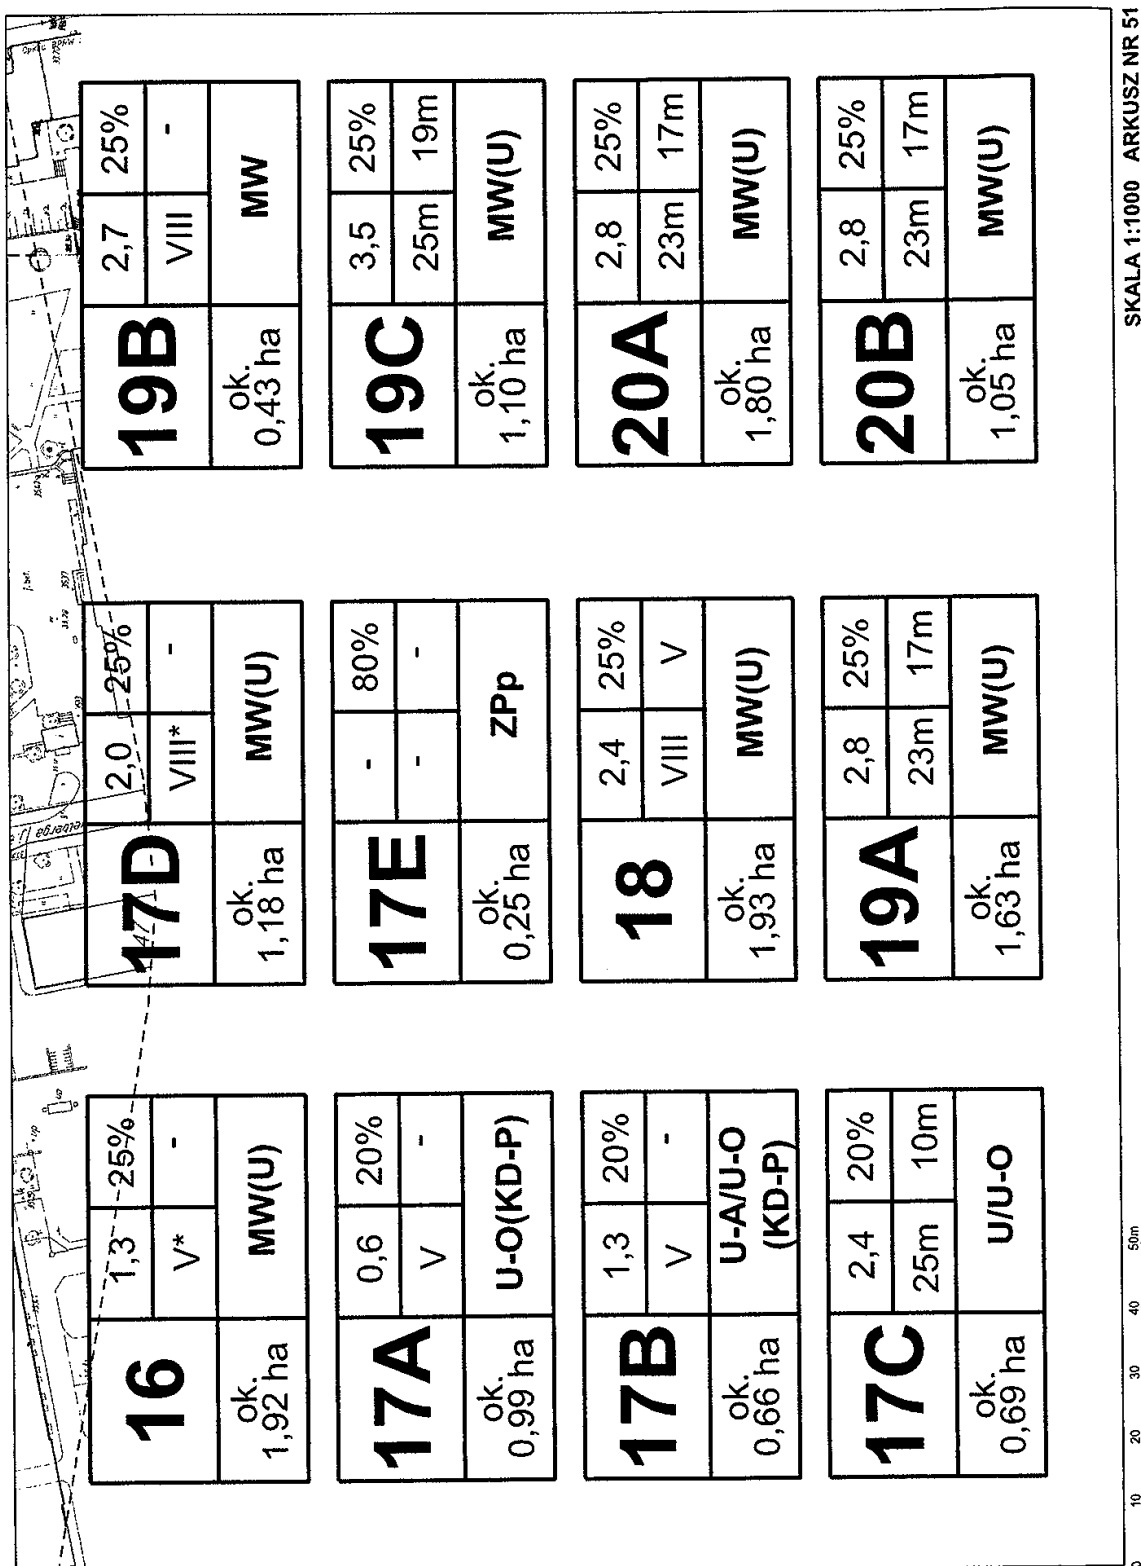 16
1,3
25%
V*
-
ok.
1,92 ha
MW(U)
17A
0,6
20%
V
-
ok.
0,99 ha
U-O(KD-P)
17B
1,3
20%
V
-
ok.
0,66 ha
U-A/U-O
(KD-P)
17C
2,4
20%
25m
10m
ok.
0,69 ha
U/U-O
17D
2,0
25%
VIII*
-
ok.
1,18 ha
MW(U)
17E
-
80%
-
-
ok.
0,25 ha
ZPp
18
2,4
25%
VIII
V
ok.
1,93 ha
MW(U)
19A
2,8
25%
23m
17m
ok.
1,63 ha
MW(U)
19B
2,7
25%
VIII
-
ok.
0,43 ha
MW
19C
3,5
25%
25m
19m
ok.
1,10 ha
MW(U)
20A
2,8
25%
23m
17m
ok.
1,80 ha
MW(U)
20B
2,8
25%
23m
17m
ok.
1,05 ha
MW(U)
0 10 20 30 40 50m
SKALA 1:1000 ARKUSZ NR 51